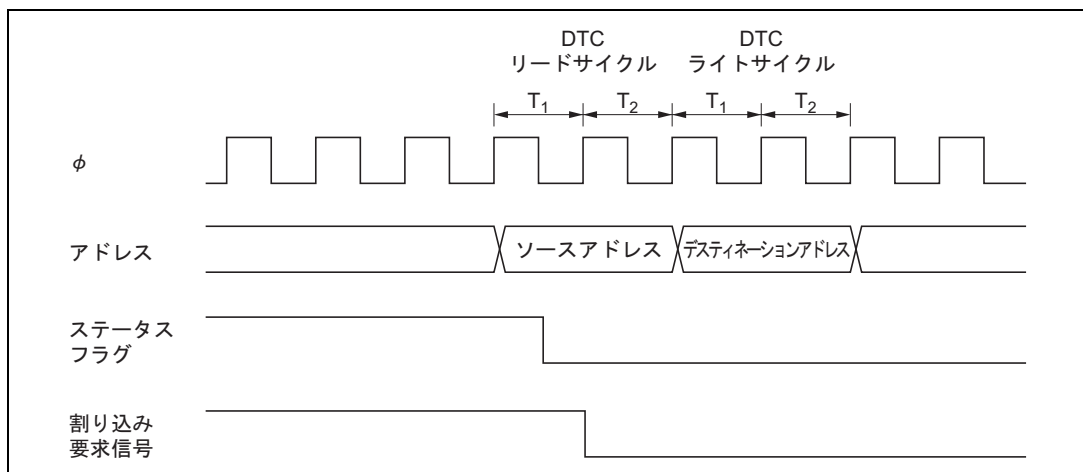 DTC
リードサイクル
DTC
ライトサイクル
T1
T2
T1
T2
φ
アドレス
ソースアドレス
デスティネーションアドレス
ステータス
フラグ
割り込み
要求信号